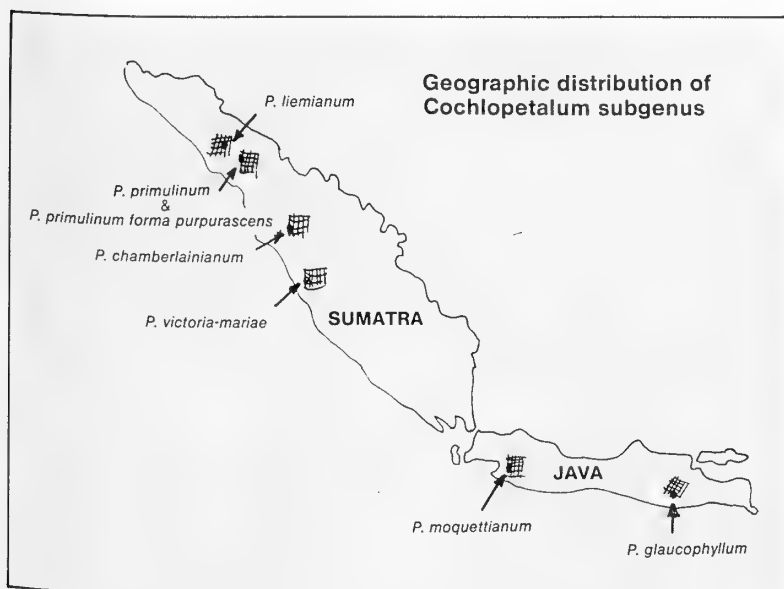 Geographic distribution of
Cochlopetalum subgenus
P. liemianum
P. primulinum
&
P. primulinum forma purpurascens
P. chamberlainianum
P. victoria-mariae
SUMATRA
JAVA
P. moquettianum
P. glaucophyllum